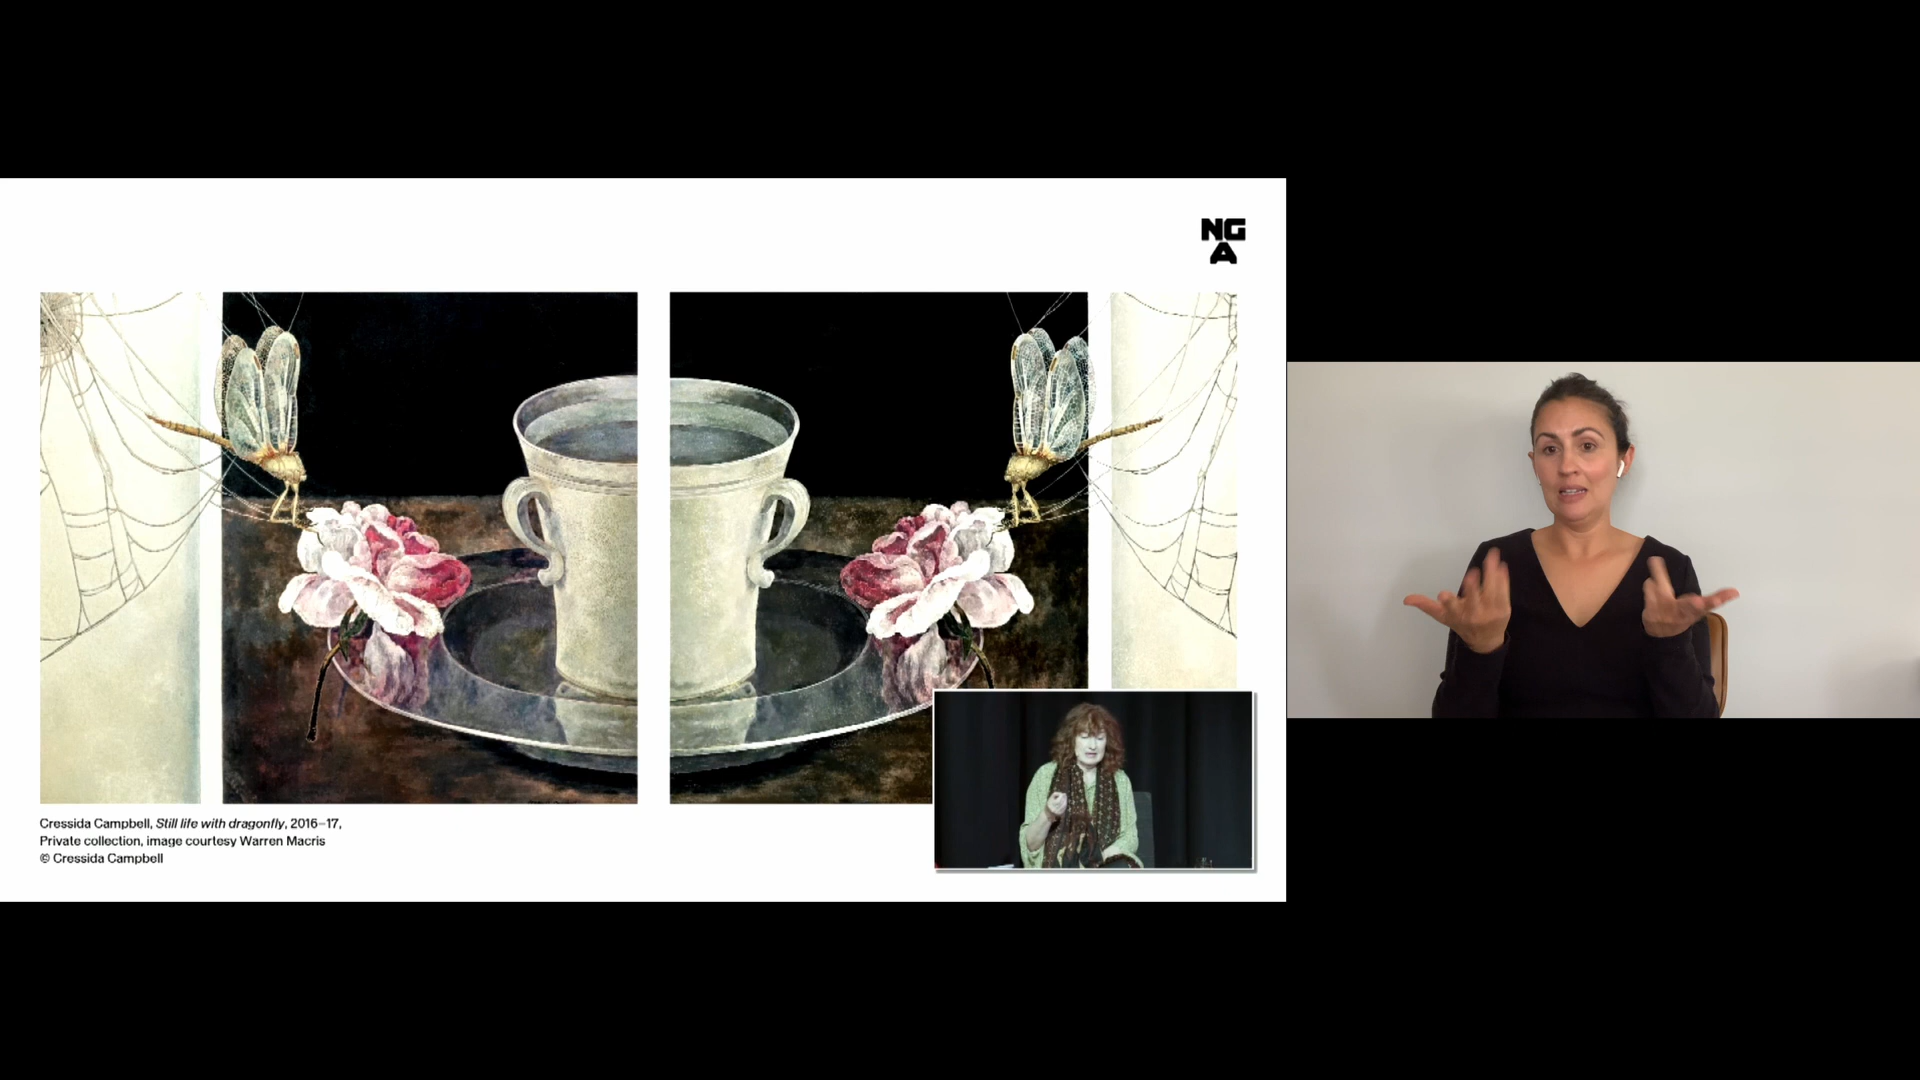 NG
A
Cressida Campbell, Still life with dragonfly, 2016–17,
Private collection, image courtesy Warren Macris
© Cressida Campbell